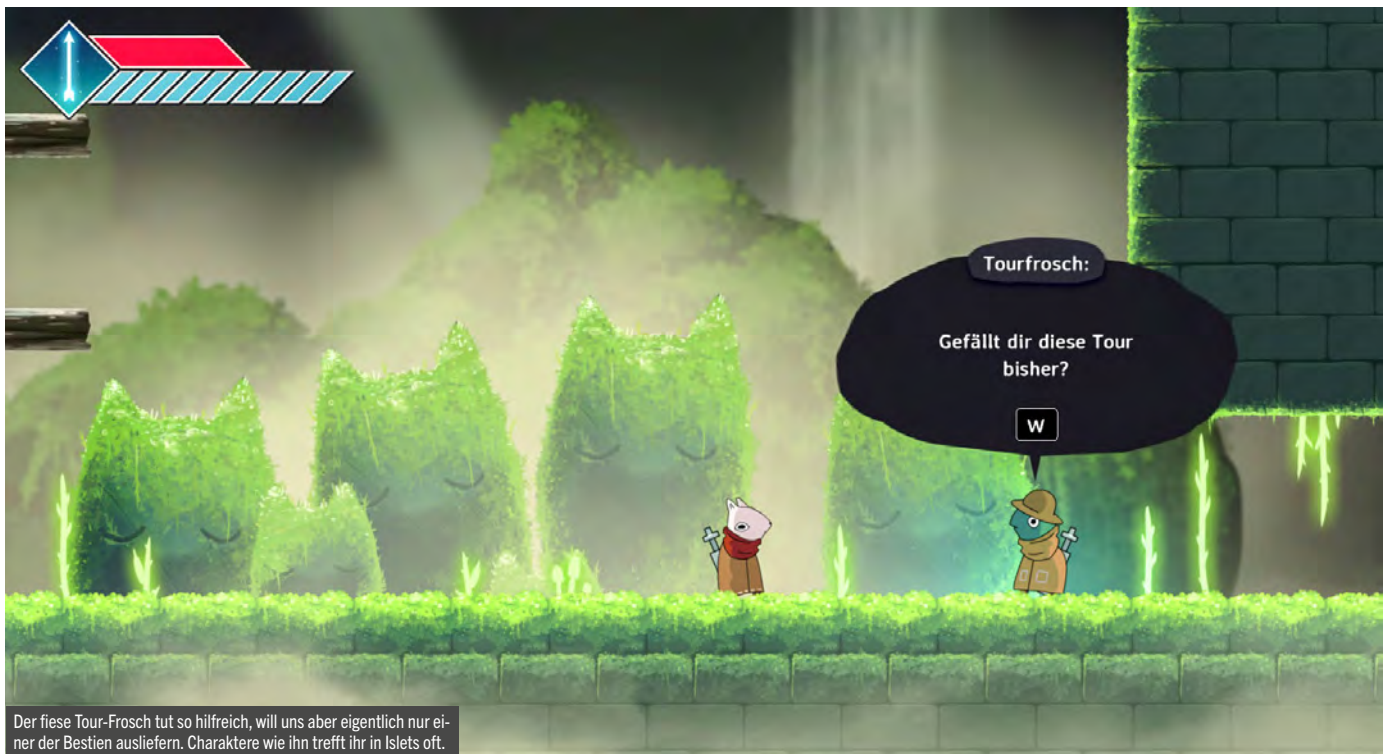 Tourfrosch:
Gefällt dir diese Tour
bisher?
W
Der fiese Tour-Frosch tut so hilfreich, will uns aber eigentlich nur ei-
ner der Bestien ausliefern. Charaktere wie ihn trefft ihr in Islets oft.